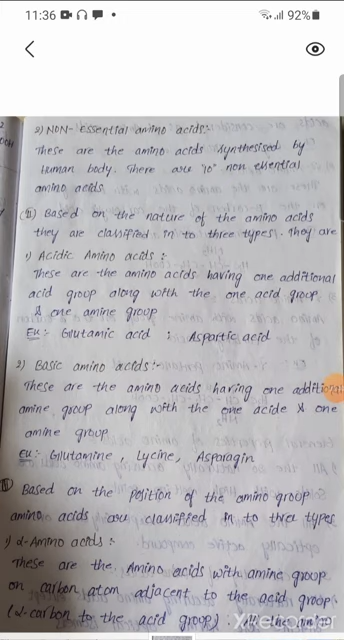 11:36 92%
2) NON-essential amino acids:-
These are the amino acids synthesised by
human body. There are "10" non essential
amino acids.
(II) Based on the nature of the amino acids
they are classified in to three types. They are
1) Acidic Amino acids :
These are the amino acids having one additional
acid group along with the one acid group
& one amine group
Ex:- Glutamic acid : Aspartic acid
2) Basic amino acids:-
These are the amino acids having one additional
amine group along with the one acide & one
amine group
Ex:- Glutamine, Lycine, Asparagin
Based on the Position of the amino group
amino acids are classified in to three types
1) α-Amino acids:-
These are the Amino acids with amine group
on carbon atom adjacent to the acid group.
(α-carbon to the acid group). All the amino